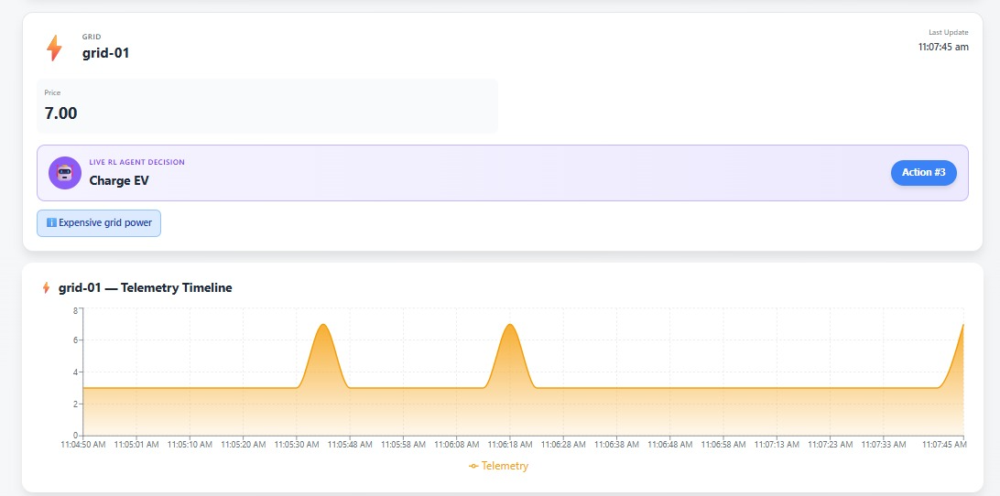 GRID
grid-01
Last Update
11:07:45 am
Price
7.00
LIVE RL AGENT DECISION
Charge EV
Action #3
Expensive grid power
grid-01 — Telemetry Timeline
8
6
4
2
0
11:04:50 AM 11:05:01 AM 11:05:10 AM 11:05:20 AM 11:05:30 AM 11:05:48 AM 11:05:58 AM 11:06:08 AM 11:06:18 AM 11:06:28 AM 11:06:38 AM 11:06:48 AM 11:06:58 AM 11:07:13 AM 11:07:23 AM 11:07:33 AM 11:07:45 AM
Telemetry